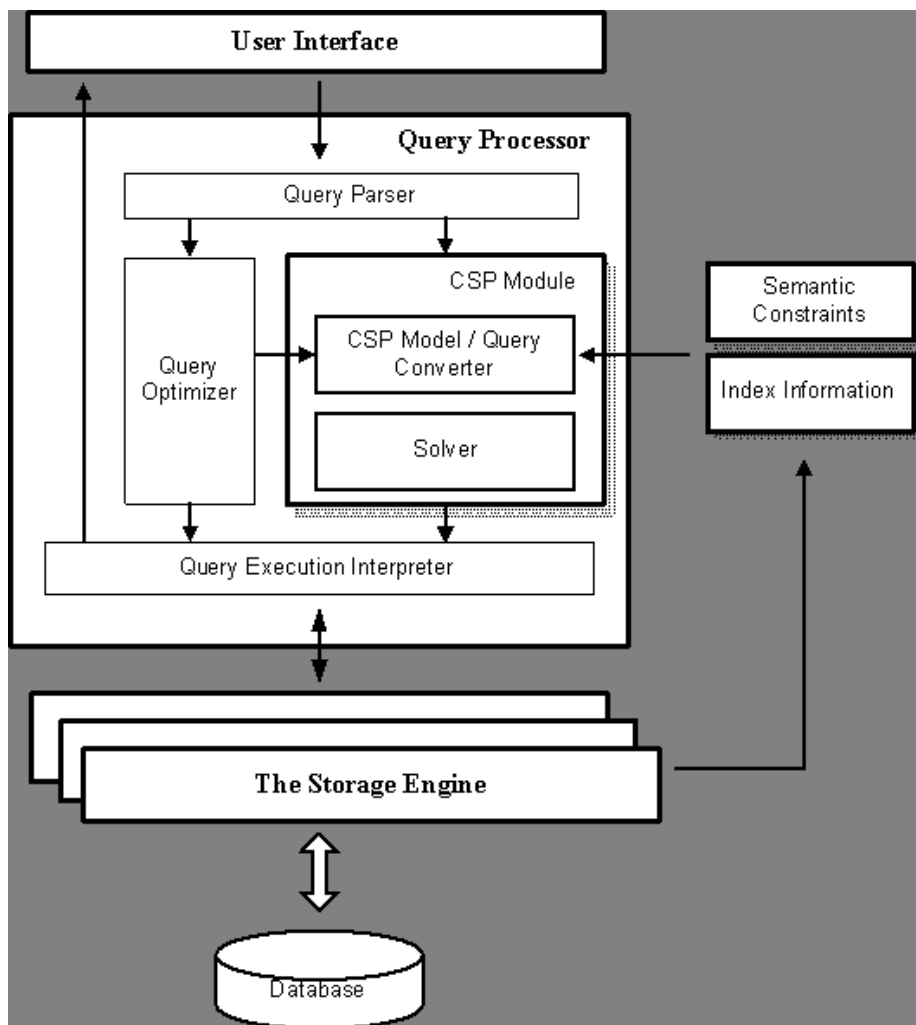 User Interface
Query Processor
Query Parser
CSP Module
Semantic
Constraints
CSP Model / Query
Converter
Query
Optimizer
Index Information
Solver
Query Execution Interpreter
The Storage Engine
Database